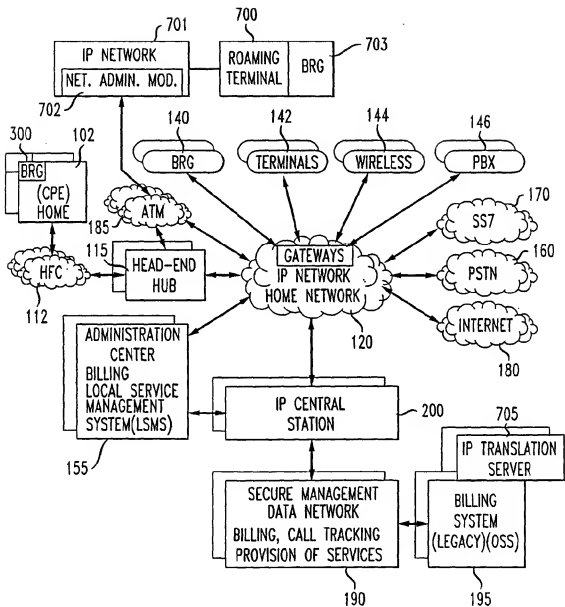 701
700
703
IP NETWORK
NET. ADMIN. MOD.
702
ROAMING
TERMINAL
BRG
300
102
BRG
(CPE)
HOME
140
142
144
146
BRG
TERMINALS
WIRELESS
PBX
185
ATM
170
SS7
115
HEAD-END
HUB
HFC
112
GATEWAYS
IP NETWORK
HOME NETWORK
120
160
PSTN
INTERNET
180
ADMINISTRATION
CENTER
BILLING
LOCAL SERVICE
MANAGEMENT
SYSTEM(LSMS)
155
IP CENTRAL
STATION
200
705
IP TRANSLATION
SERVER
SECURE MANAGEMENT
DATA NETWORK
BILLING, CALL TRACKING
PROVISION OF SERVICES
190
BILLING
SYSTEM
(LEGACY)(OSS)
195